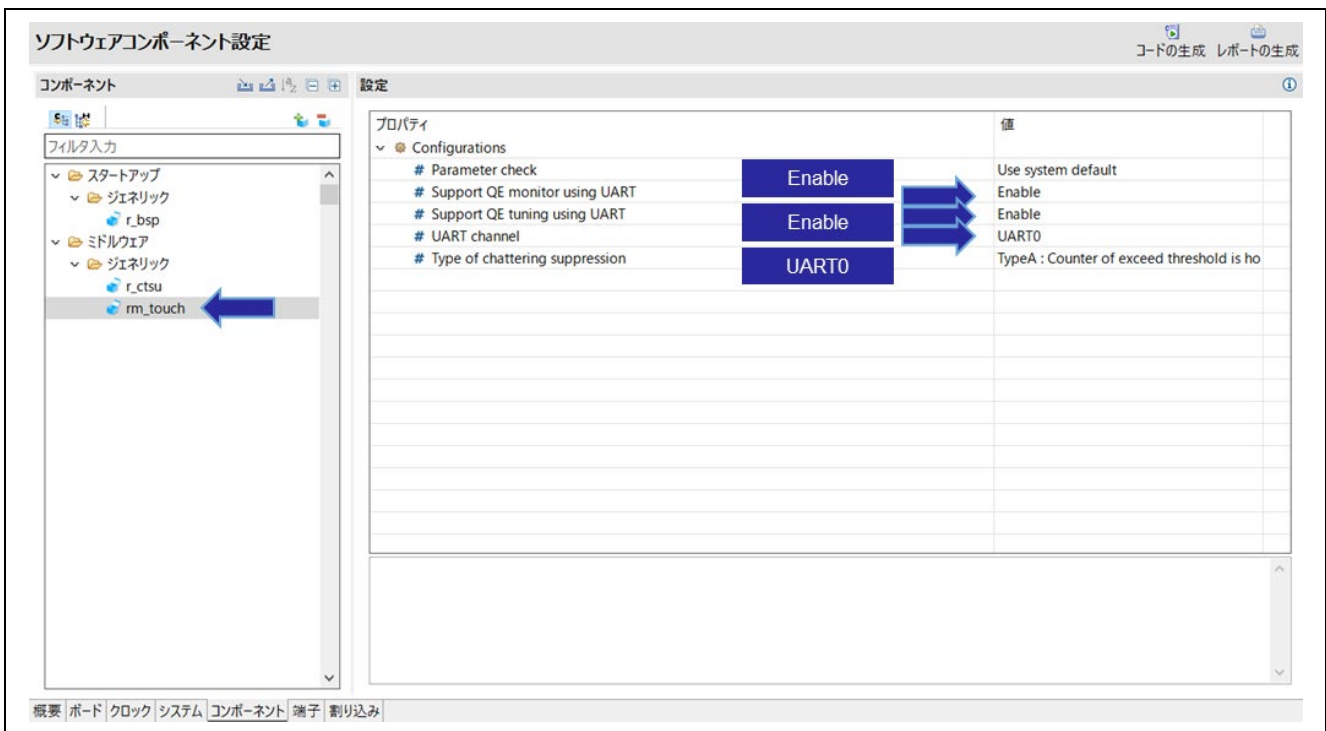 ソフトウェアコンポーネント設定
コードの生成 レポートの生成
コンポーネント
設定
フィルタ入力
スタートアップ
ジェネリック
r_bsp
ミドルウェア
ジェネリック
r_ctsu
rm_touch
プロパティ 値
Configurations
# Parameter check Use system default
# Support QE monitor using UART Enable
# Support QE tuning using UART Enable
# UART channel UART0
# Type of chattering suppression TypeA : Counter of exceed threshold is ho
Enable
Enable
UART0
概要 ボード クロック システム コンポーネント 端子 割り込み